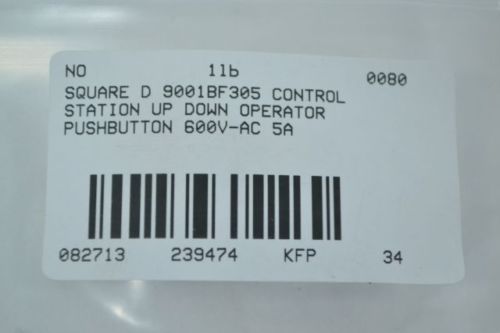 NO 1lb 0080
SQUARE D 9001BF305 CONTROL
STATION UP DOWN OPERATOR
PUSHBUTTON 600V-AC 5A
082713 239474 KFP 34